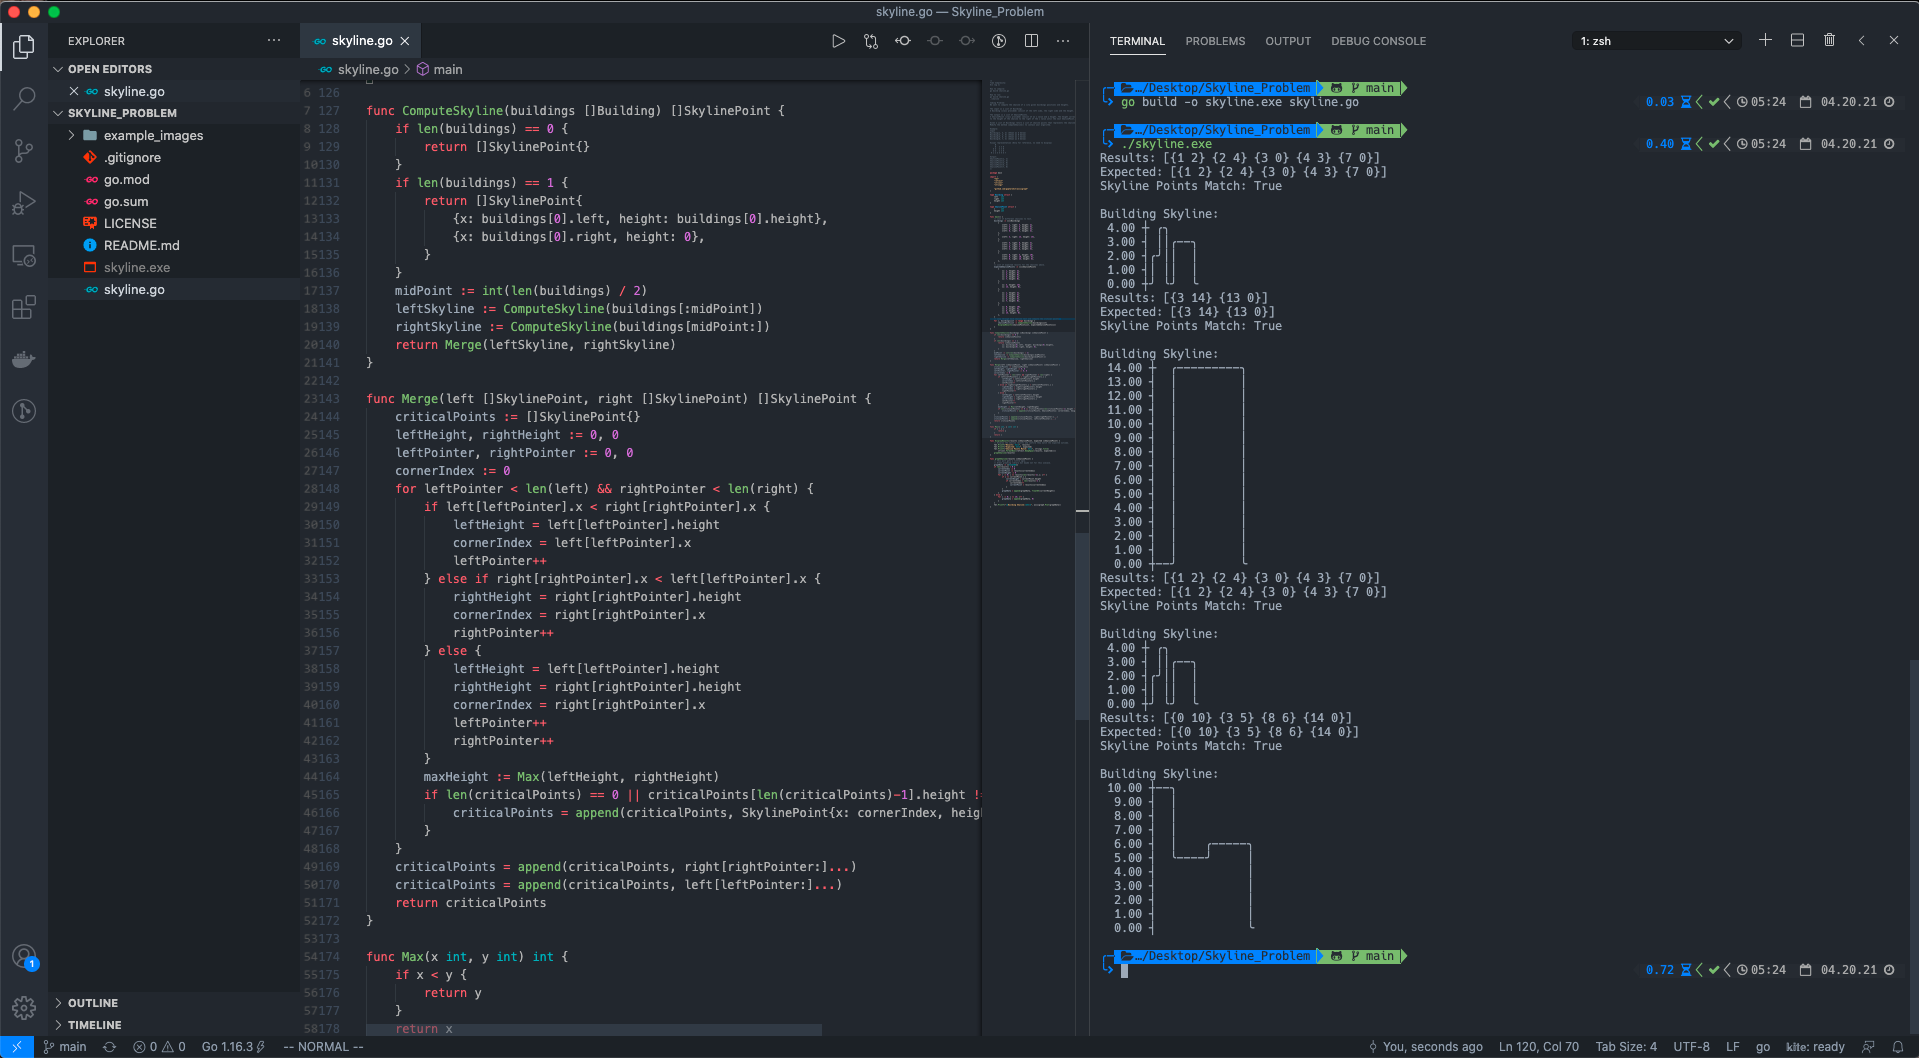 skyline.go — Skyline_Problem
EXPLORER
OPEN EDITORS
skyline.go
SKYLINE_PROBLEM
example_images
.gitignore
go.mod
go.sum
LICENSE
README.md
skyline.exe
skyline.go
OUTLINE
TIMELINE
skyline.go
skyline.go > main
6 126
7 127 func ComputeSkyline(buildings []Building) []SkylinePoint {
8 128 if len(buildings) == 0 {
9 129 return []SkylinePoint{}
10130 }
11131 if len(buildings) == 1 {
12132 return []SkylinePoint{
13133 {x: buildings[0].left, height: buildings[0].height},
14134 {x: buildings[0].right, height: 0},
15135 }
16136 }
17137 midPoint := int(len(buildings) / 2)
18138 leftSkyline := ComputeSkyline(buildings[:midPoint])
19139 rightSkyline := ComputeSkyline(buildings[midPoint:])
20140 return Merge(leftSkyline, rightSkyline)
21141 }
22142
23143 func Merge(left []SkylinePoint, right []SkylinePoint) []SkylinePoint {
24144 criticalPoints := []SkylinePoint{}
25145 leftHeight, rightHeight := 0, 0
26146 leftPointer, rightPointer := 0, 0
27147 cornerIndex := 0
28148 for leftPointer < len(left) && rightPointer < len(right) {
29149 if left[leftPointer].x < right[rightPointer].x {
30150 leftHeight = left[leftPointer].height
31151 cornerIndex = left[leftPointer].x
32152 leftPointer++
33153 } else if right[rightPointer].x < left[leftPointer].x {
34154 rightHeight = right[rightPointer].height
35155 cornerIndex = right[rightPointer].x
36156 rightPointer++
37157 } else {
38158 leftHeight = left[leftPointer].height
39159 rightHeight = right[rightPointer].height
40160 cornerIndex = right[rightPointer].x
41161 leftPointer++
42162 rightPointer++
43163 }
44164 maxHeight := Max(leftHeight, rightHeight)
45165 if len(criticalPoints) == 0 || criticalPoints[len(criticalPoints)-1].height !
46166 criticalPoints = append(criticalPoints, SkylinePoint{x: cornerIndex, heig
47167 }
48168 }
49169 criticalPoints = append(criticalPoints, right[rightPointer:]...)
50170 criticalPoints = append(criticalPoints, left[leftPointer:]...)
51171 return criticalPoints
52172 }
53173
54174 func Max(x int, y int) int {
55175 if x < y {
56176 return y
57177 }
58178 return x
TERMINAL PROBLEMS OUTPUT DEBUG CONSOLE 1: zsh
…/Desktop/Skyline_Problem main
go build -o skyline.exe skyline.go 0.03 05:24 04.20.21
…/Desktop/Skyline_Problem main
./skyline.exe 0.40 05:24 04.20.21
Results: [{1 2} {2 4} {3 0} {4 3} {7 0}]
Expected: [{1 2} {2 4} {3 0} {4 3} {7 0}]
Skyline Points Match: True
Building Skyline:
4.00
3.00
2.00
1.00
0.00
Results: [{3 14} {13 0}]
Expected: [{3 14} {13 0}]
Skyline Points Match: True
Building Skyline:
14.00
13.00
12.00
11.00
10.00
9.00
8.00
7.00
6.00
5.00
4.00
3.00
2.00
1.00
0.00
Results: [{1 2} {2 4} {3 0} {4 3} {7 0}]
Expected: [{1 2} {2 4} {3 0} {4 3} {7 0}]
Skyline Points Match: True
Building Skyline:
4.00
3.00
2.00
1.00
0.00
Results: [{0 10} {3 5} {8 6} {14 0}]
Expected: [{0 10} {3 5} {8 6} {14 0}]
Skyline Points Match: True
Building Skyline:
10.00
9.00
8.00
7.00
6.00
5.00
4.00
3.00
2.00
1.00
0.00
…/Desktop/Skyline_Problem main
0.72 05:24 04.20.21
1
main 0 0 Go 1.16.3 -- NORMAL -- You, seconds ago Ln 120, Col 70 Tab Size: 4 UTF-8 LF go kite: ready